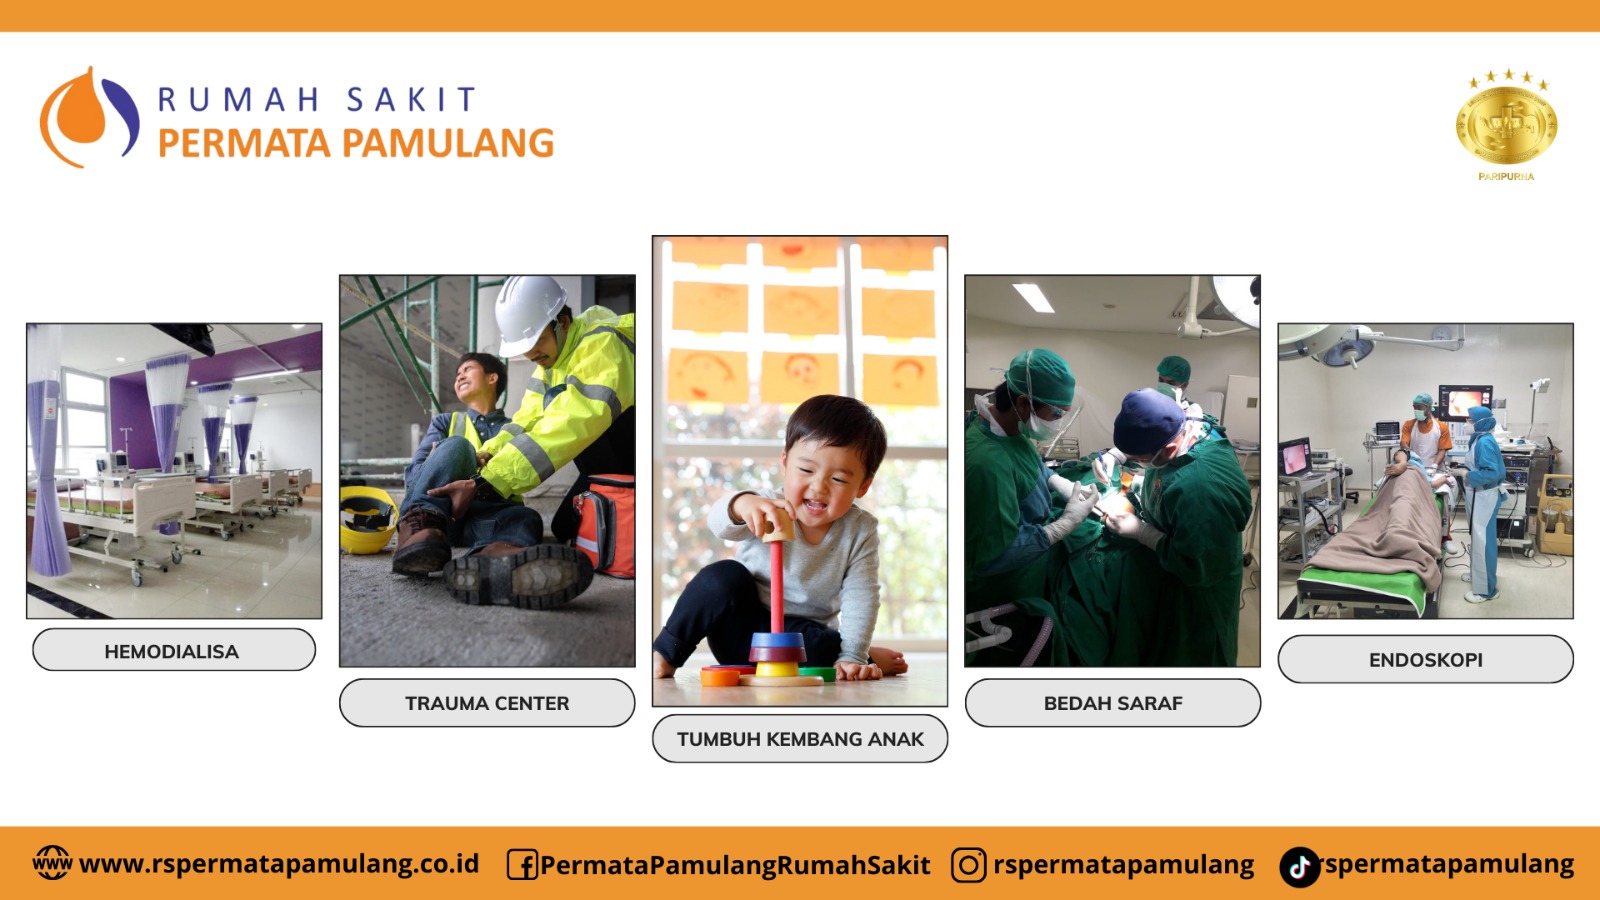 RUMAH SAKIT
PERMATA PAMULANG
PARIPURNA
HEMODIALISA
TRAUMA CENTER
TUMBUH KEMBANG ANAK
BEDAH SARAF
ENDOSKOPI
www www.rspermatapamulang.co.id
PermataPamulangRumahSakit
rspermatapamulang
rspermatapamulang